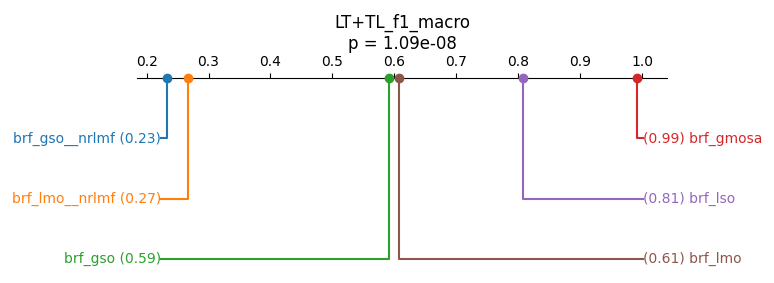 LT+TL_f1_macro
p = 1.09e-08
0.2 0.3 0.4 0.5 0.6 0.7 0.8 0.9 1.0
brf_gso__nrlmf (0.23) (0.99) brf_gmosa
brf_lmo__nrlmf (0.27) (0.81) brf_lso
brf_gso (0.59) (0.61) brf_lmo